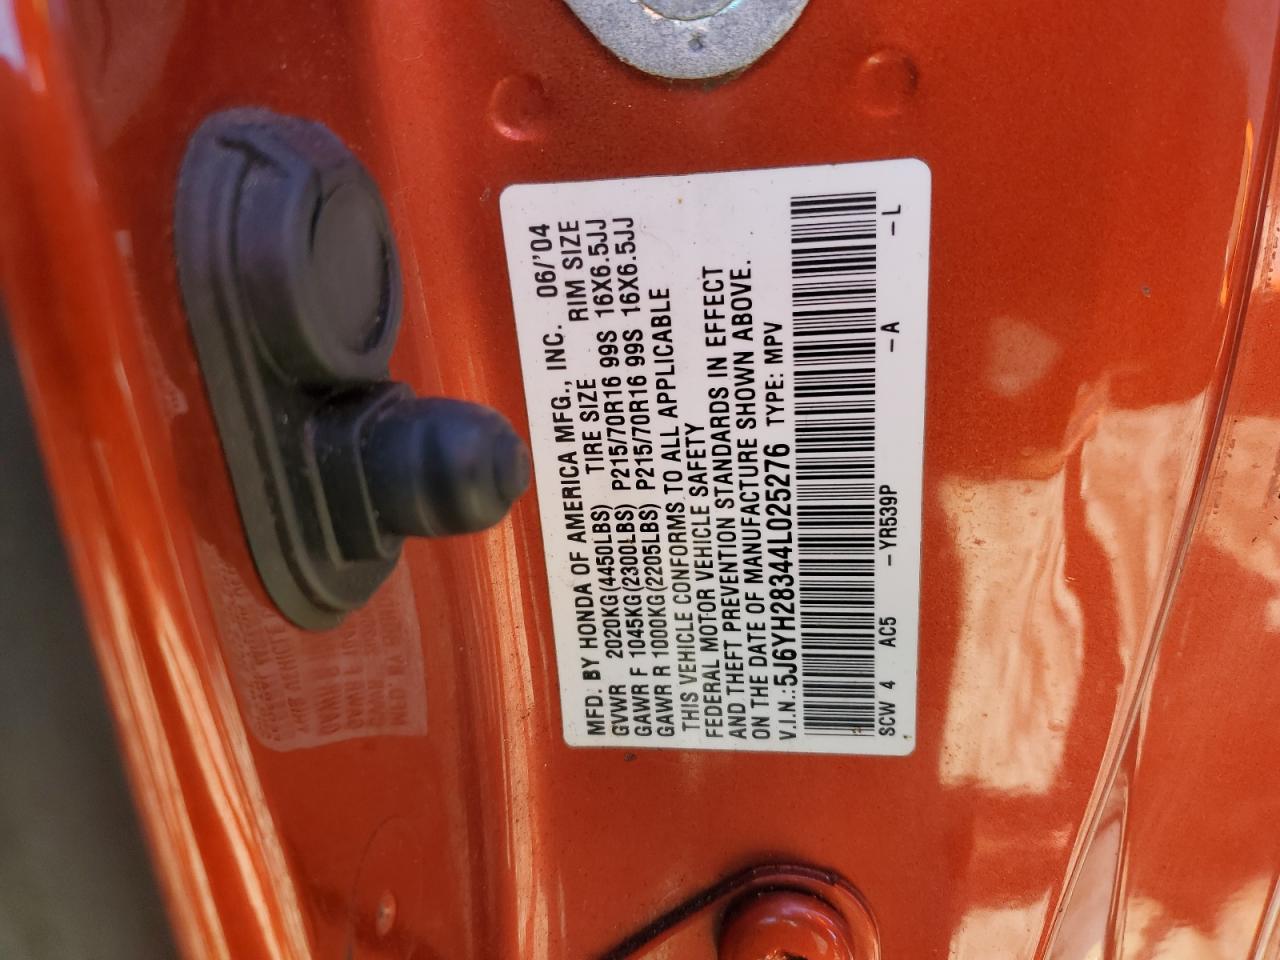 MFD. BY HONDA OF AMERICA MFG., INC. 06/'04
GVWR 2020KG(4450LBS) TIRE SIZE RIM SIZE
GAWR F 1045KG(2300LBS) P215/70R16 99S 16X6.5JJ
GAWR R 1000KG(2205LBS) P215/70R16 99S 16X6.5JJ
THIS VEHICLE CONFORMS TO ALL APPLICABLE
FEDERAL MOTOR VEHICLE SAFETY
AND THEFT PREVENTION STANDARDS IN EFFECT
ON THE DATE OF MANUFACTURE SHOWN ABOVE.
V.I.N.:5J6YH28344L025276 TYPE: MPV
SCW 4 AC5 -YR539P -A -L